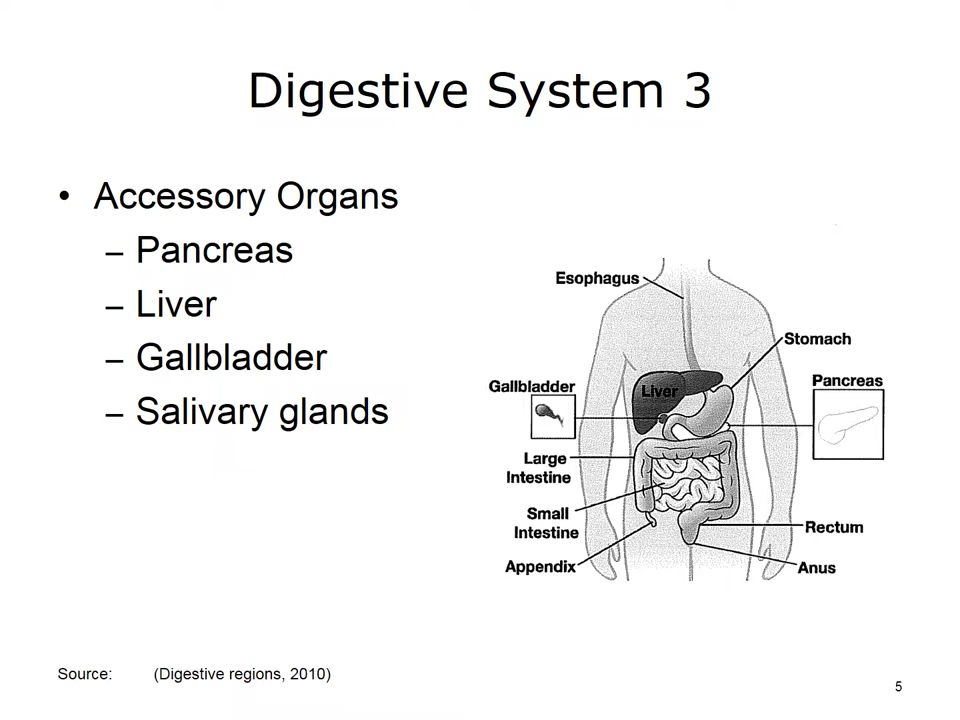 Digestive System 3
• Accessory Organs
– Pancreas
– Liver
– Gallbladder
– Salivary glands
Esophagus
Stomach
Pancreas
Gallbladder
Liver
Large
Intestine
Small
Intestine
Rectum
Appendix
Anus
Source: (Digestive regions, 2010)
5